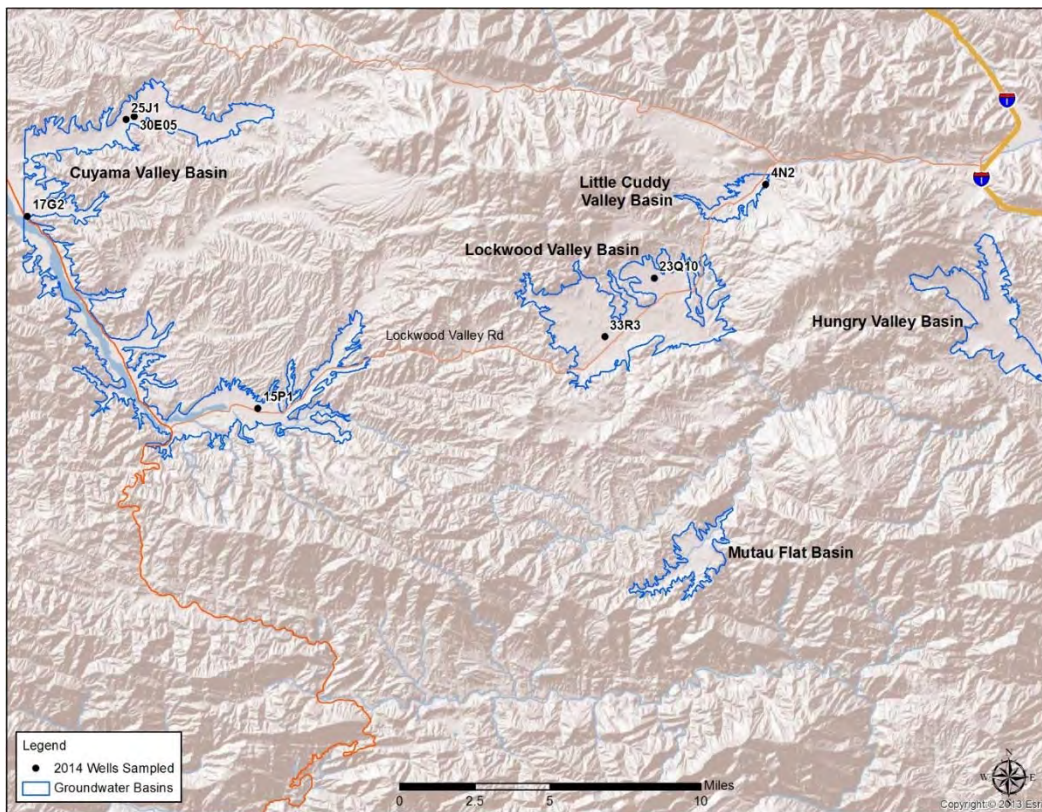 25J1
30E05
Cuyama Valley Basin
17G2
Little Cuddy
Valley Basin
4N2
Lockwood Valley Basin
23Q10
33R3
Hungry Valley Basin
Lockwood Valley Rd
15P1
Mutau Flat Basin
Legend
2014 Wells Sampled
Groundwater Basins
Miles
0 2.5 5 10
N
W E
S
Copyright:© 2013 Esri